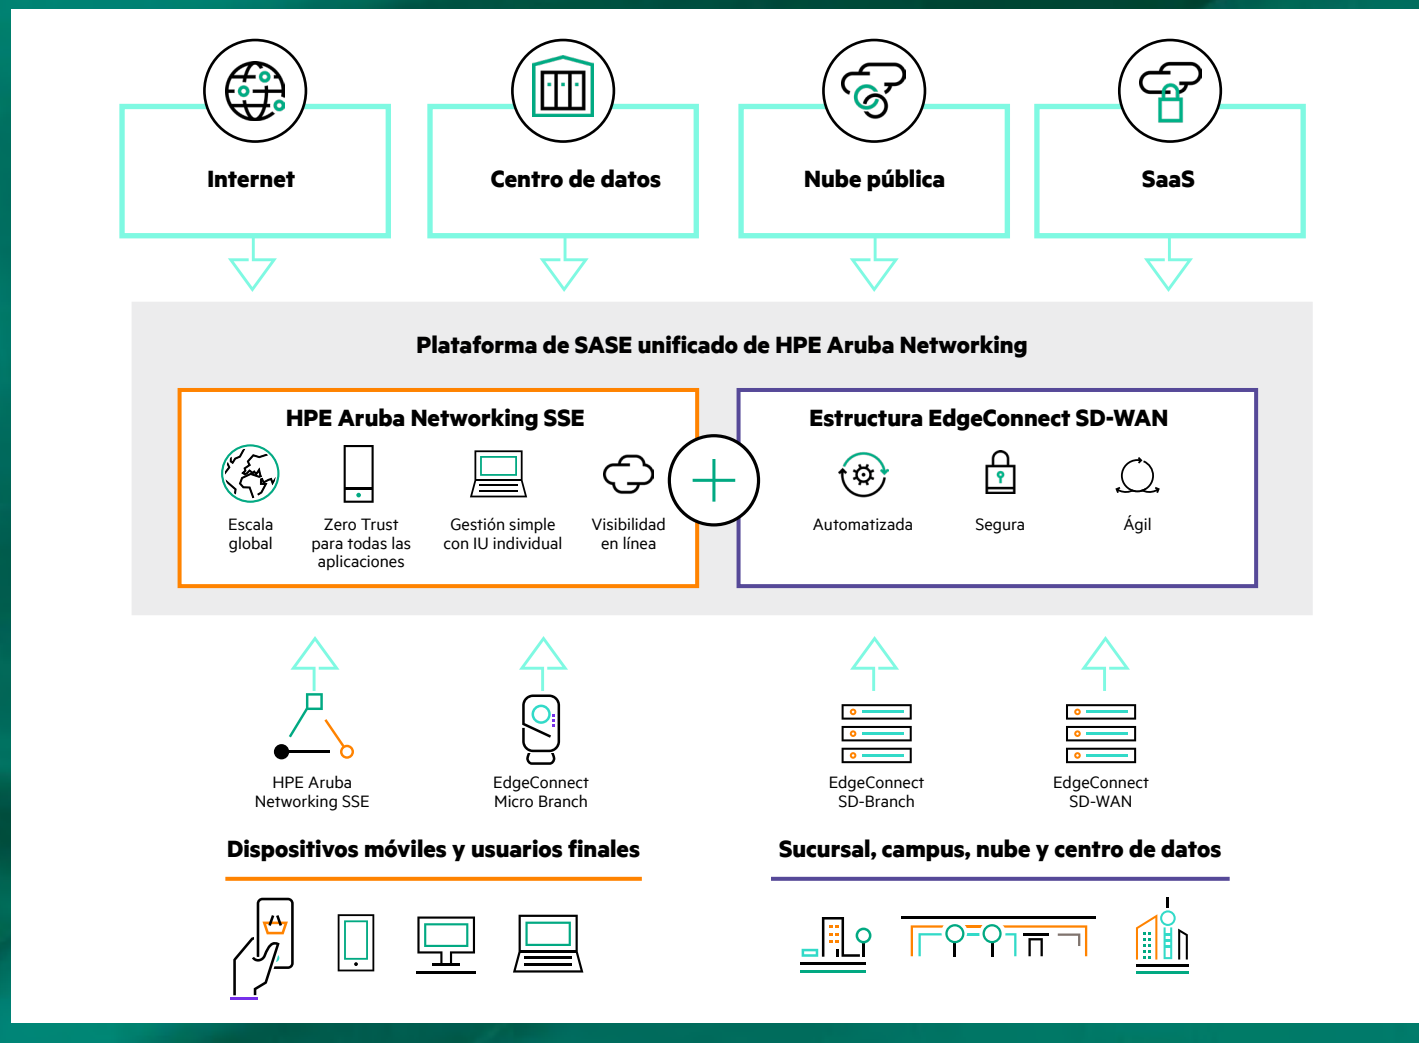 Internet
Centro de datos
Nube pública
SaaS
Plataforma de SASE unificado de HPE Aruba Networking
HPE Aruba Networking SSE
Escala
global
Zero Trust
para todas las
aplicaciones
Gestión simple
con IU individual
Visibilidad
en línea
Estructura EdgeConnect SD-WAN
Automatizada
Segura
Ágil
HPE Aruba
Networking SSE
EdgeConnect
Micro Branch
EdgeConnect
SD-Branch
EdgeConnect
SD-WAN
Dispositivos móviles y usuarios finales
Sucursal, campus, nube y centro de datos